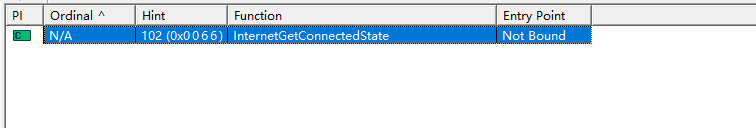 PI Ordinal ^ Hint Function Entry Point
C N/A 102 (0x0066) InternetGetConnectedState Not Bound